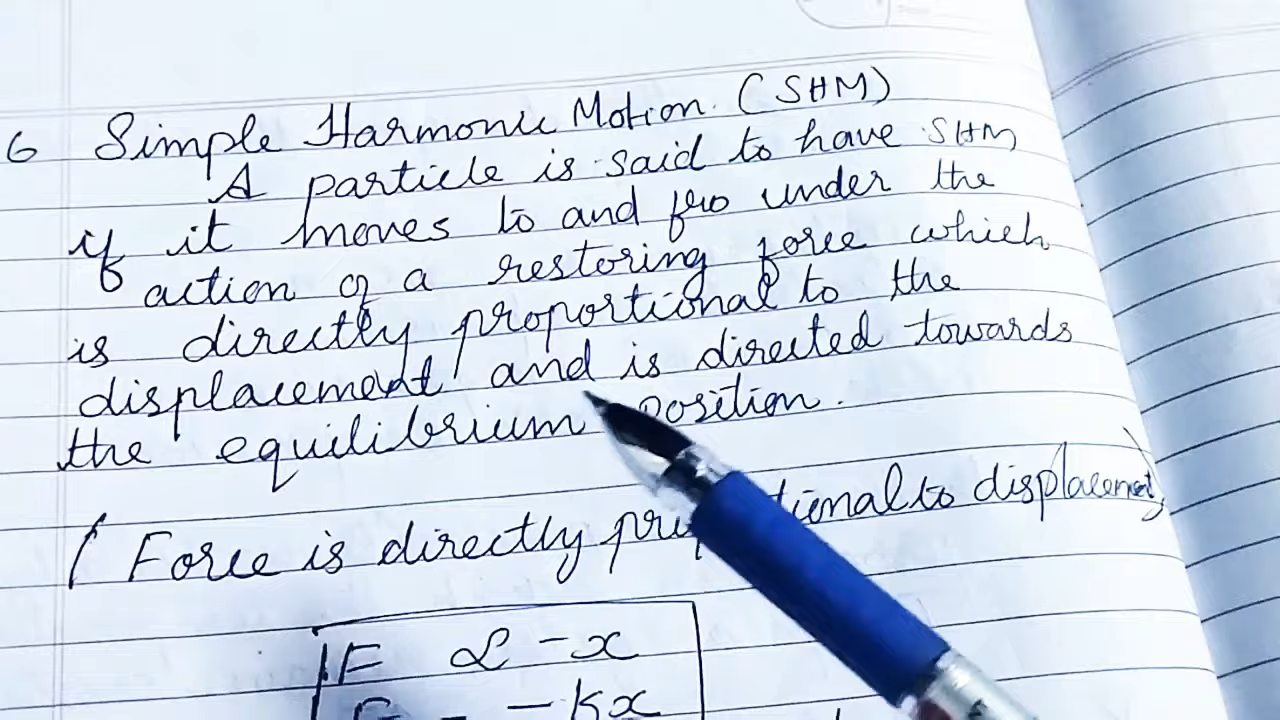 6 Simple Harmonic Motion. (SHM)
A particle is said to have SHM
if it moves to and fro under the
action of a restoring force which
is directly proportional to the
displacement and is directed towards
the equilibrium position.
( Force is directly tional to displacement)
F ∝ -x
F = -kx